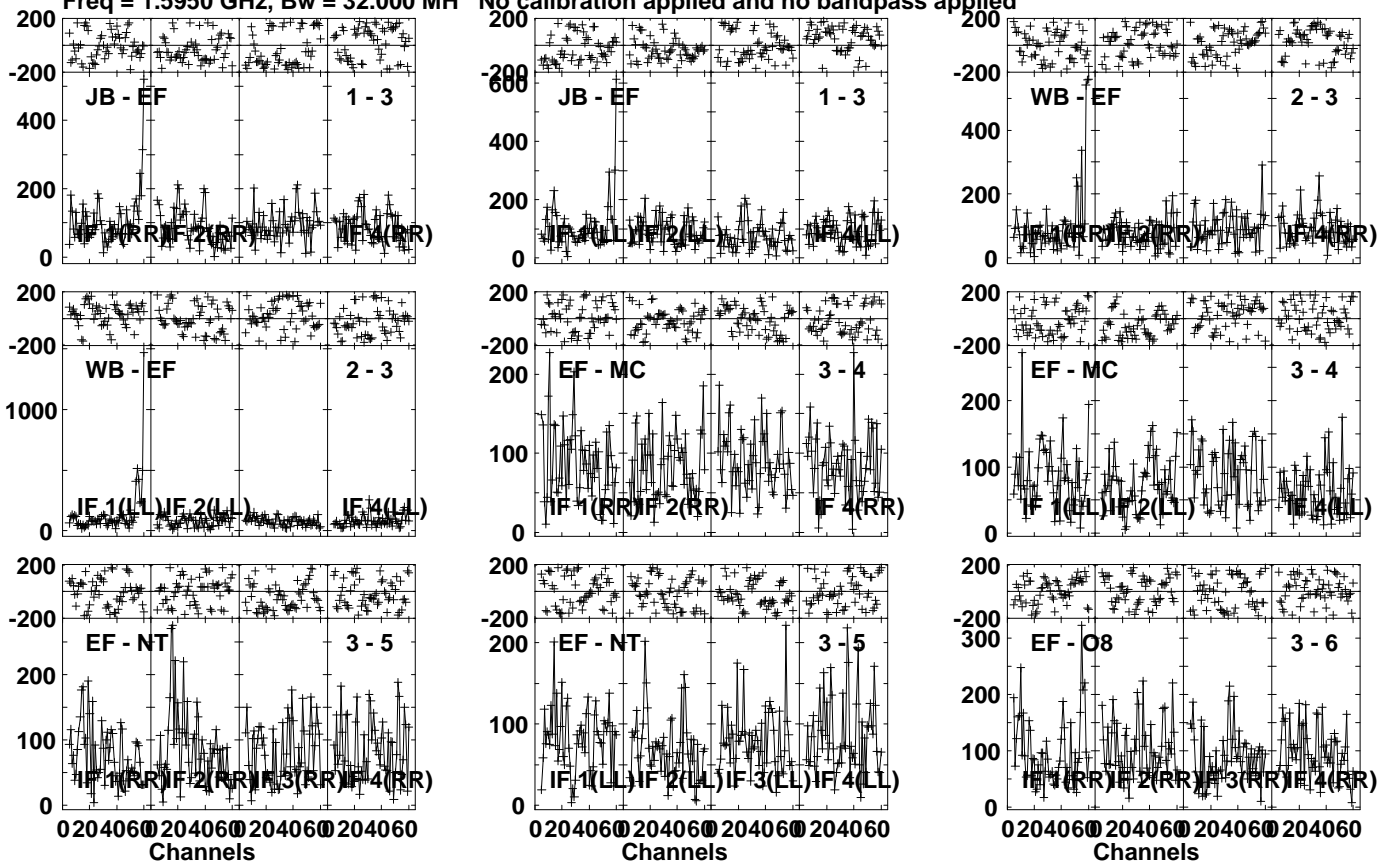 Freq = 1.5950 GHz, Bw = 32.000 MH No calibration applied and no bandpass applied
200
-200
JB - EF 1 - 3
400
200
0
IF 1(RR) IF 2(RR) IF 4(RR)
200
-200
600
JB - EF 1 - 3
400
200
0
IF 1(LL) IF 2(LL) IF 4(LL)
200
-200
WB - EF 2 - 3
400
200
0
IF 1(RR) IF 2(RR) IF 4(RR)
200
-200
WB - EF 2 - 3
1000
0
IF 1(LL) IF 2(LL) IF 4(LL)
200
-200
EF - MC 3 - 4
200
100
0
IF 1(RR) IF 2(RR) IF 4(RR)
200
-200
EF - MC 3 - 4
200
100
0
IF 1(LL) IF 2(LL) IF 4(LL)
200
-200
EF - NT 3 - 5
200
100
0
IF 1(RR) IF 2(RR) IF 3(RR) IF 4(RR)
0 20 40 60 0 20 40 60 0 20 40 60 0 20 40 60
Channels
200
-200
EF - NT 3 - 5
200
100
0
IF 1(LL) IF 2(LL) IF 3(LL) IF 4(LL)
0 20 40 60 0 20 40 60 0 20 40 60 0 20 40 60
Channels
200
-200
EF - O8 3 - 6
300
200
100
0
IF 1(RR) IF 2(RR) IF 3(RR) IF 4(RR)
0 20 40 60 0 20 40 60 0 20 40 60 0 20 40 60
Channels